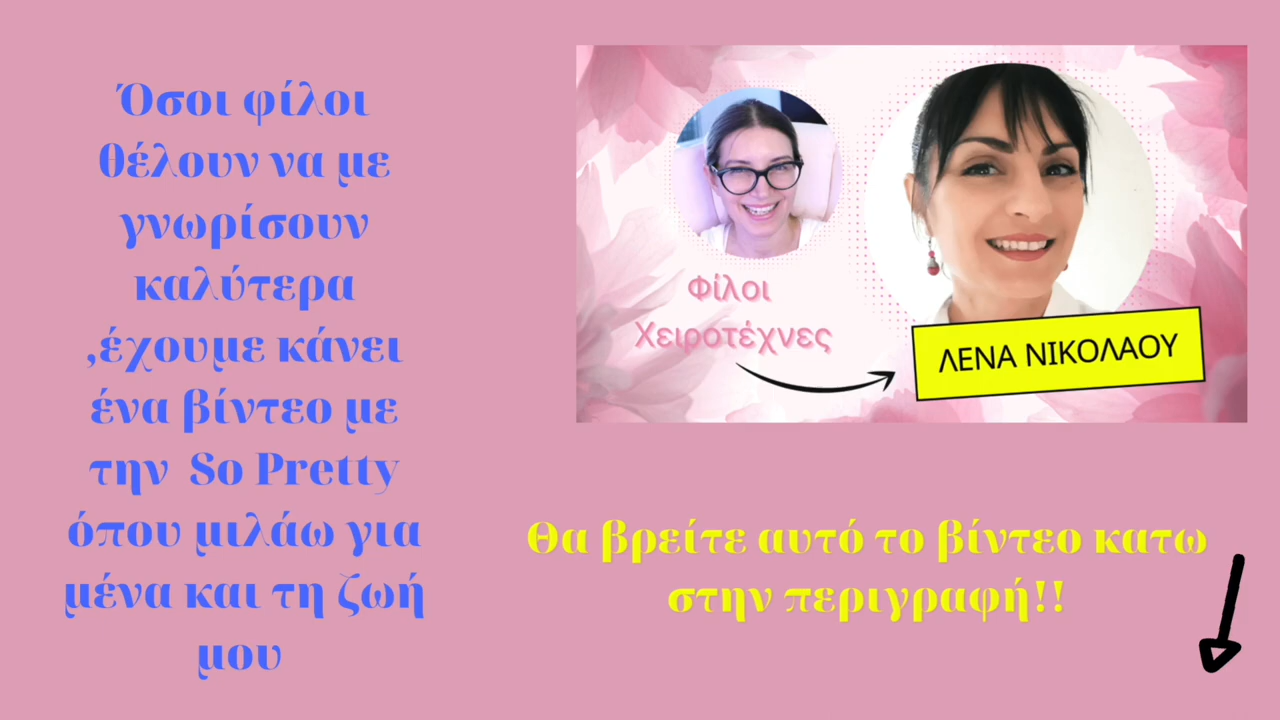 Όσοι φίλοι
θέλουν να με
γνωρίσουν
καλύτερα
,έχουμε κάνει
ένα βίντεο με
την So Pretty
όπου μιλάω για
μένα και τη ζωή
μου
Φίλοι
Χειροτέχνες
ΛΕΝΑ ΝΙΚΟΛΑΟΥ
Θα βρείτε αυτό το βίντεο κατω
στην περιγραφή!!